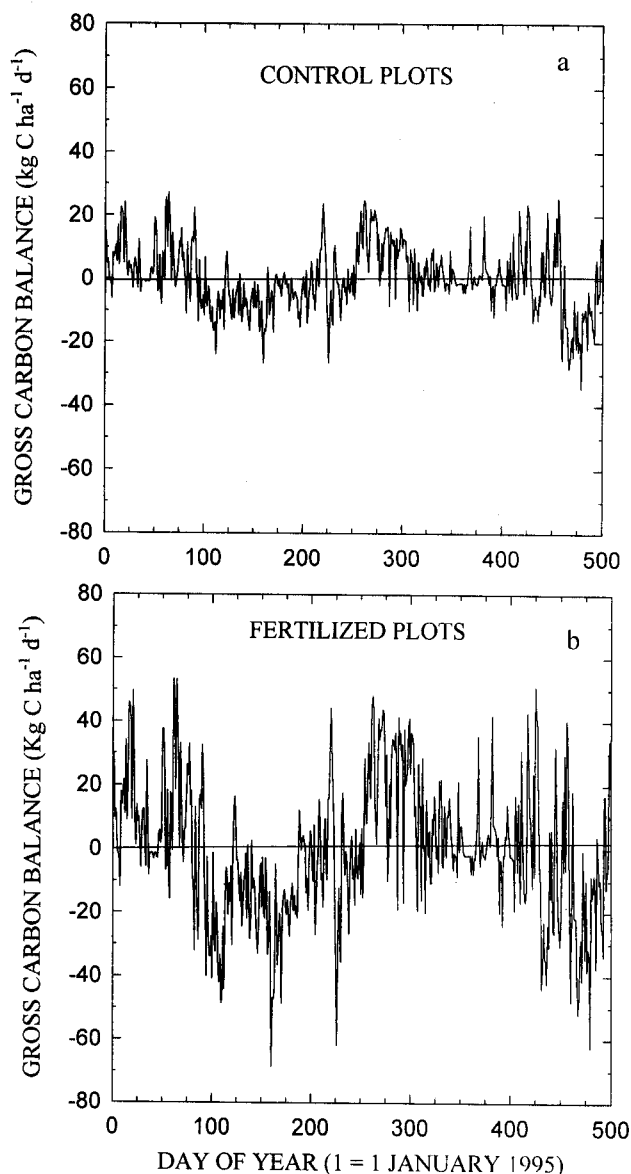 80
60
40
20
0
-20
-40
-60
-80
GROSS CARBON BALANCE (kg C ha⁻¹ d⁻¹)
CONTROL PLOTS
a
0 100 200 300 400 500
80
60
40
20
0
-20
-40
-60
-80
GROSS CARBON BALANCE (Kg C ha⁻¹ d⁻¹)
FERTILIZED PLOTS
b
0 100 200 300 400 500
DAY OF YEAR (1 = 1 JANUARY 1995)